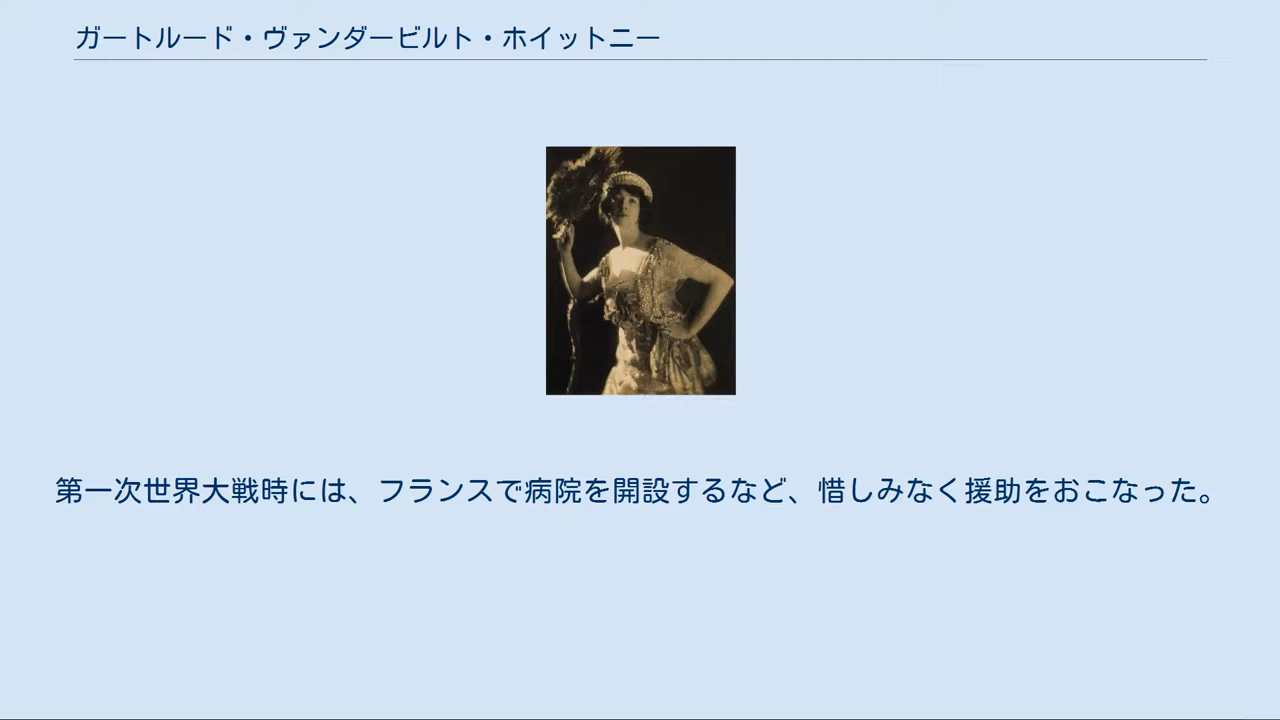 ガートルード・ヴァンダービルト・ホイットニー
第一次世界大戦時には、フランスで病院を開設するなど、惜しみなく援助をおこなった。